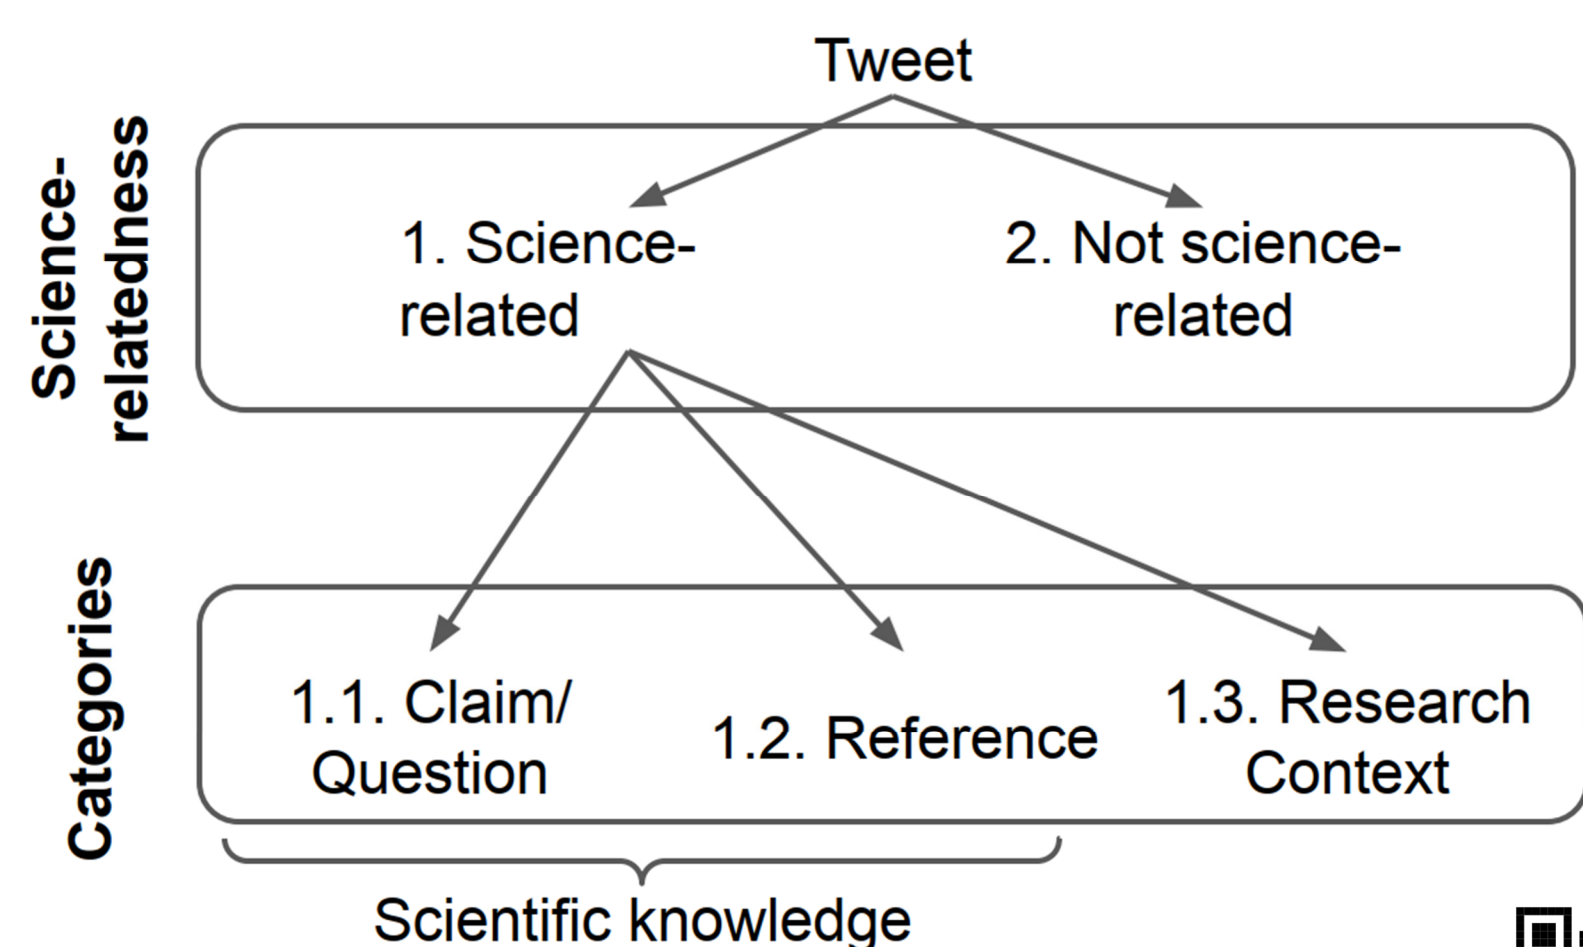 Tweet
Science-
relatedness
1. Science-
related
2. Not science-
related
Categories
1.1. Claim/
Question
1.2. Reference
1.3. Research
Context
Scientific knowledge